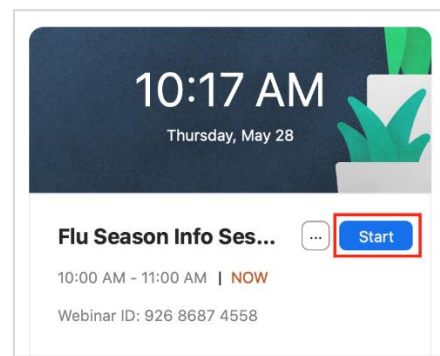 10:17 AM
Thursday, May 28
Flu Season Info Ses... ... Start
10:00 AM - 11:00 AM | NOW
Webinar ID: 926 8687 4558